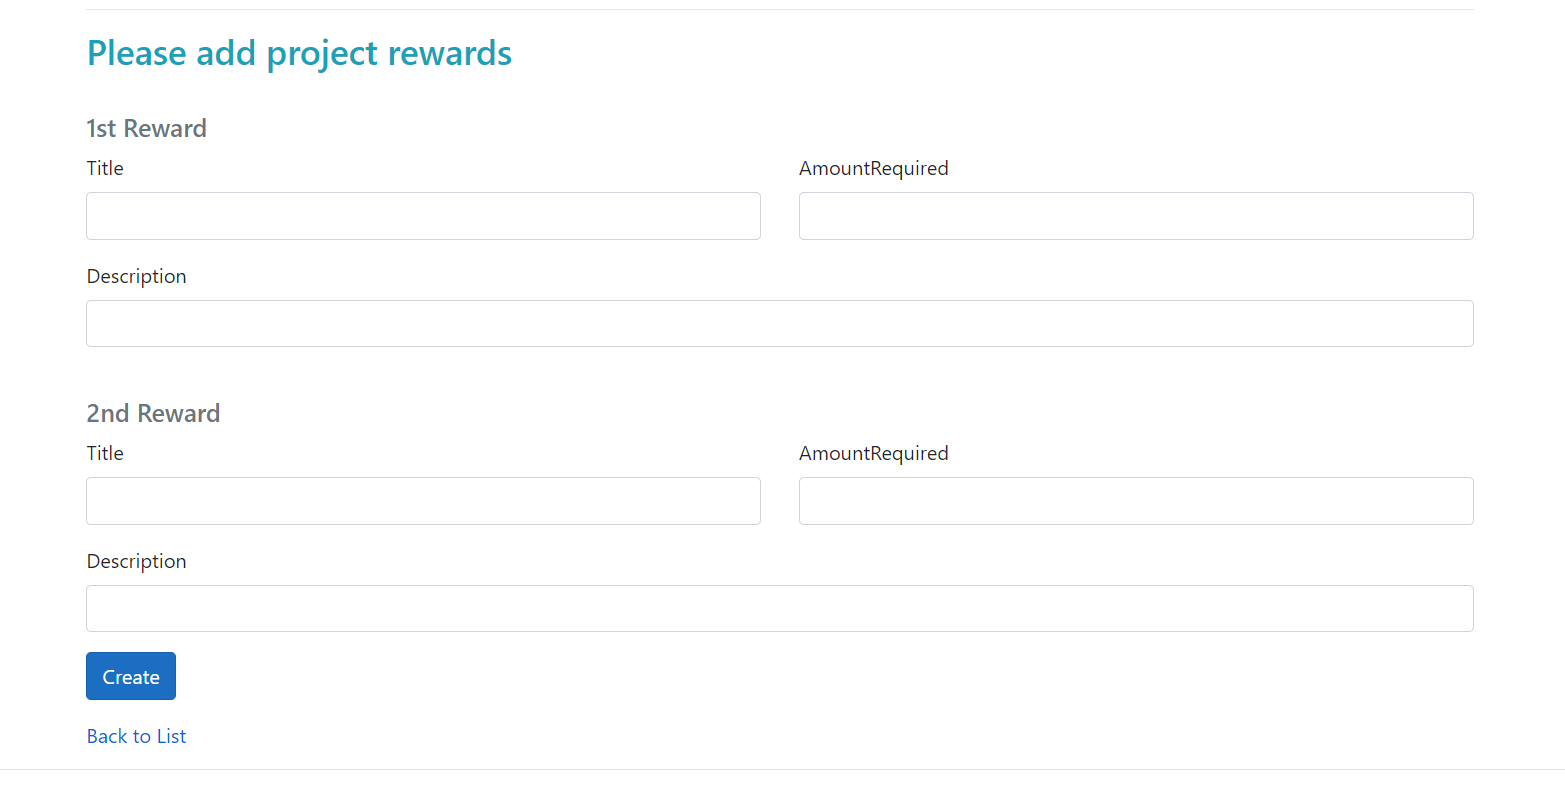 Please add project rewards
1st Reward
Title
AmountRequired
Description
2nd Reward
Title
AmountRequired
Description
Create
Back to List